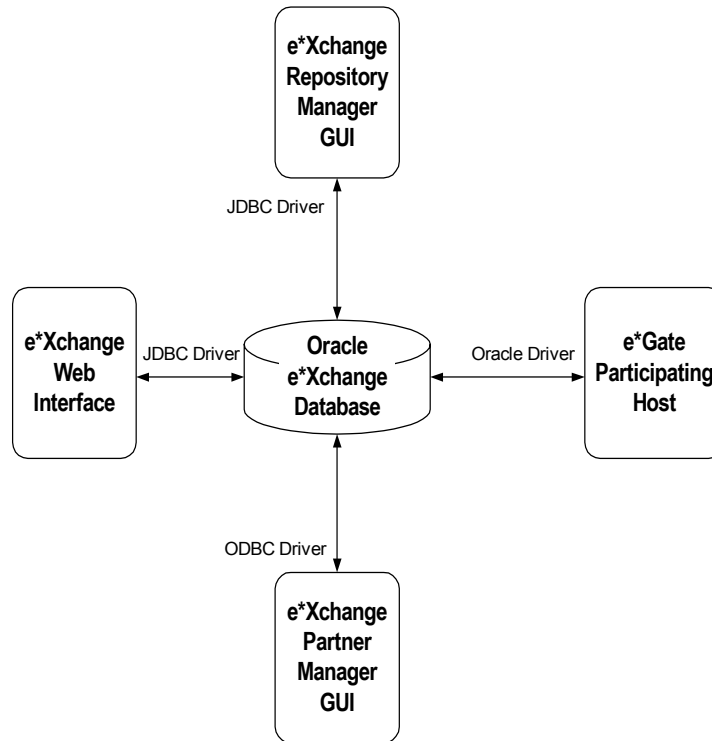 e*Xchange
Repository
Manager
GUI
JDBC Driver
e*Xchange
Web
Interface
JDBC Driver
Oracle
e*Xchange
Database
Oracle Driver
e*Gate
Participating
Host
ODBC Driver
e*Xchange
Partner
Manager
GUI